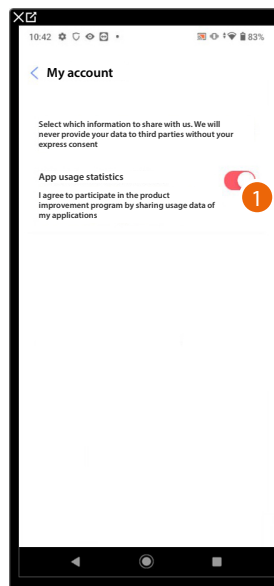 10:42
83%
My account
Select which information to share with us. We will
never provide your data to third parties without your
express consent
App usage statistics
I agree to participate in the product
improvement program by sharing usage data of
my applications
1